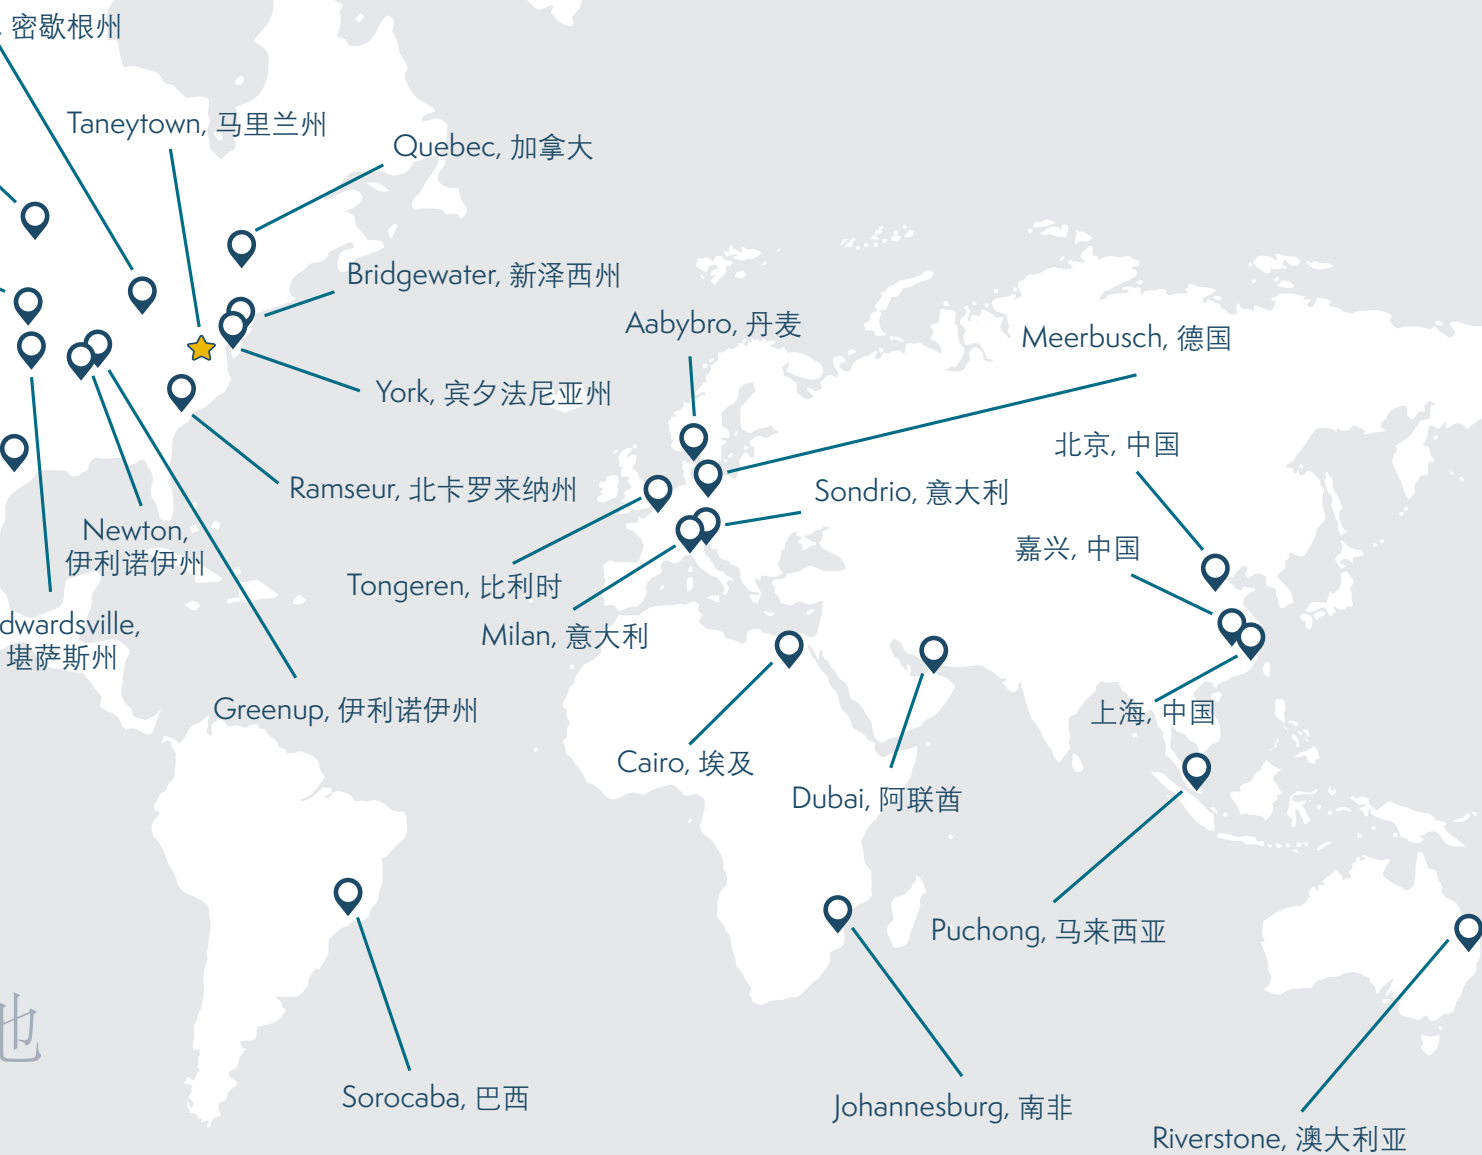 , 密歇根州
Taneytown, 马里兰州
Quebec, 加拿大
Bridgewater, 新泽西州
Aabybro, 丹麦
Meerbusch, 德国
York, 宾夕法尼亚州
北京, 中国
Ramseur, 北卡罗来纳州
Sondrio, 意大利
Newton,
伊利诺伊州
嘉兴, 中国
Tongeren, 比利时
dwardsville,
堪萨斯州
Milan, 意大利
Greenup, 伊利诺伊州
上海, 中国
Cairo, 埃及
Dubai, 阿联酋
Puchong, 马来西亚
地
Sorocaba, 巴西
Johannesburg, 南非
Riverstone, 澳大利亚